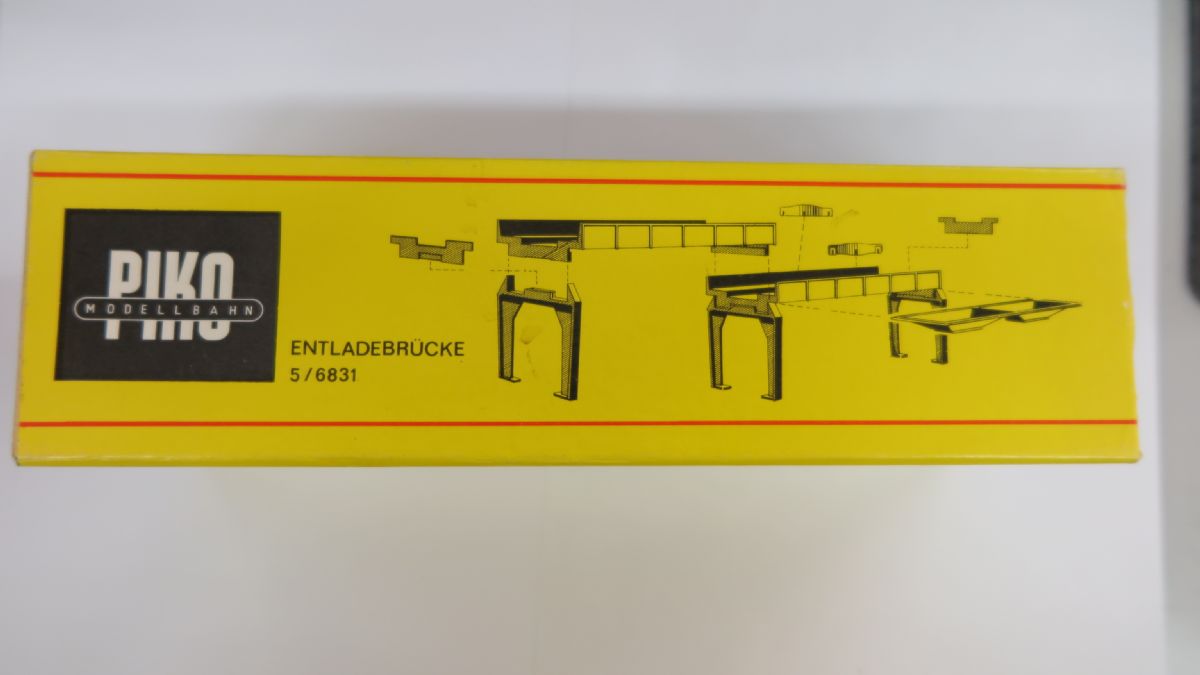 PIKO
MODELLBAHN
ENTLADEBRÜCKE
5/6831